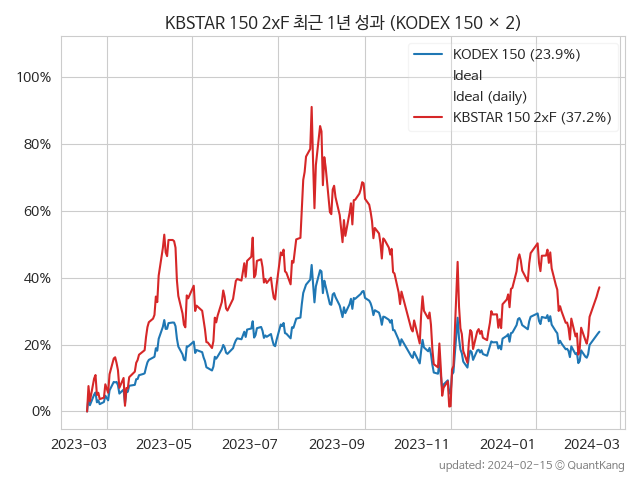 KBSTAR 150 2xF 최근 1년 성과 (KODEX 150 × 2)
KODEX 150 (23.9%)
Ideal
Ideal (daily)
KBSTAR 150 2xF (37.2%)
100%
80%
60%
40%
20%
0%
2023-03 2023-05 2023-07 2023-09 2023-11 2024-01 2024-03
updated: 2024-02-15 © QuantKang